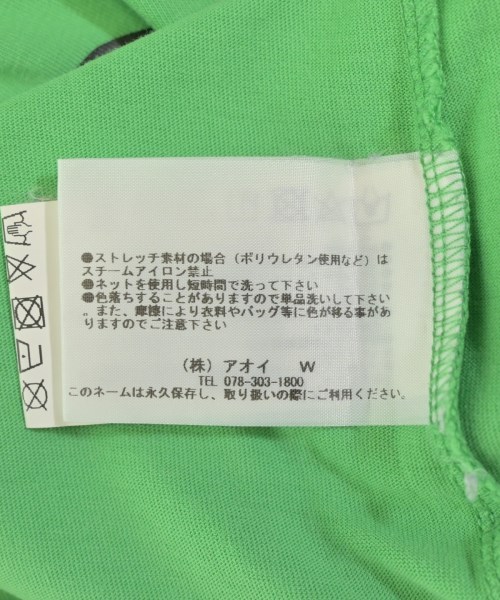 ●ストレッチ素材の場合(ポリウレタン使用など)は
スチームアイロン禁止
●ネットを使用し短時間で洗って下さい
●色落ちすることがありますので単品洗いして下さい
。また、摩擦により衣料やバッグ等に色が移る事があ
りますのでご注意下さい
(株)アオイ W
TEL 078-303-1800
このネームは永久保存し、取り扱いの際にご利用ください。